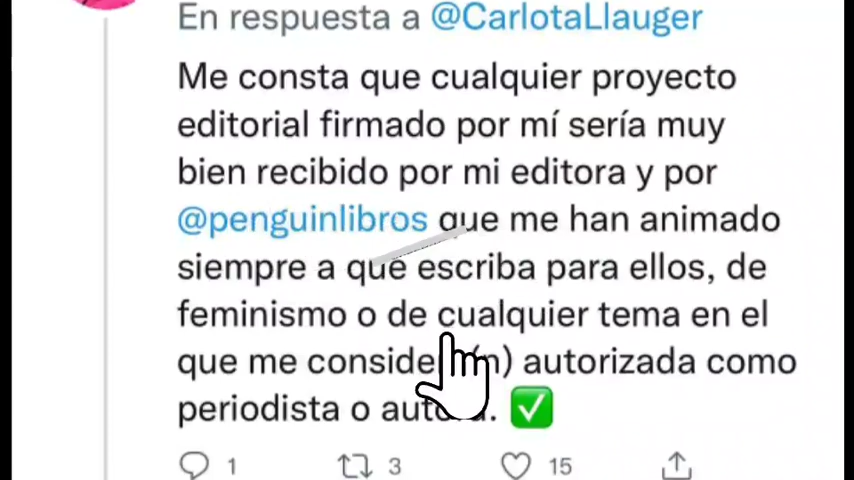 En respuesta a @CarlotaLlauger
Me consta que cualquier proyecto
editorial firmado por mí sería muy
bien recibido por mi editora y por
@penguinlibros que me han animado
siempre a que escriba para ellos, de
feminismo o de cualquier tema en el
que me consider(n) autorizada como
periodista o autora. ✅
1 3 15